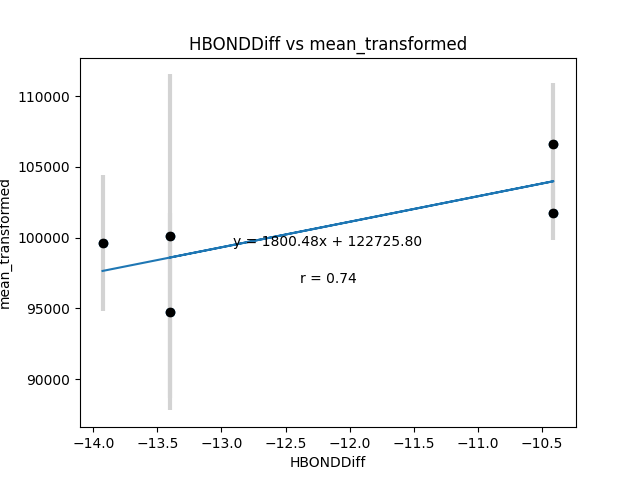 HBONDDiff vs mean_transformed
mean_transformed
110000
105000
100000
95000
90000
y = 1800.48x + 122725.80
r = 0.74
−14.0 −13.5 −13.0 −12.5 −12.0 −11.5 −11.0 −10.5
HBONDDiff